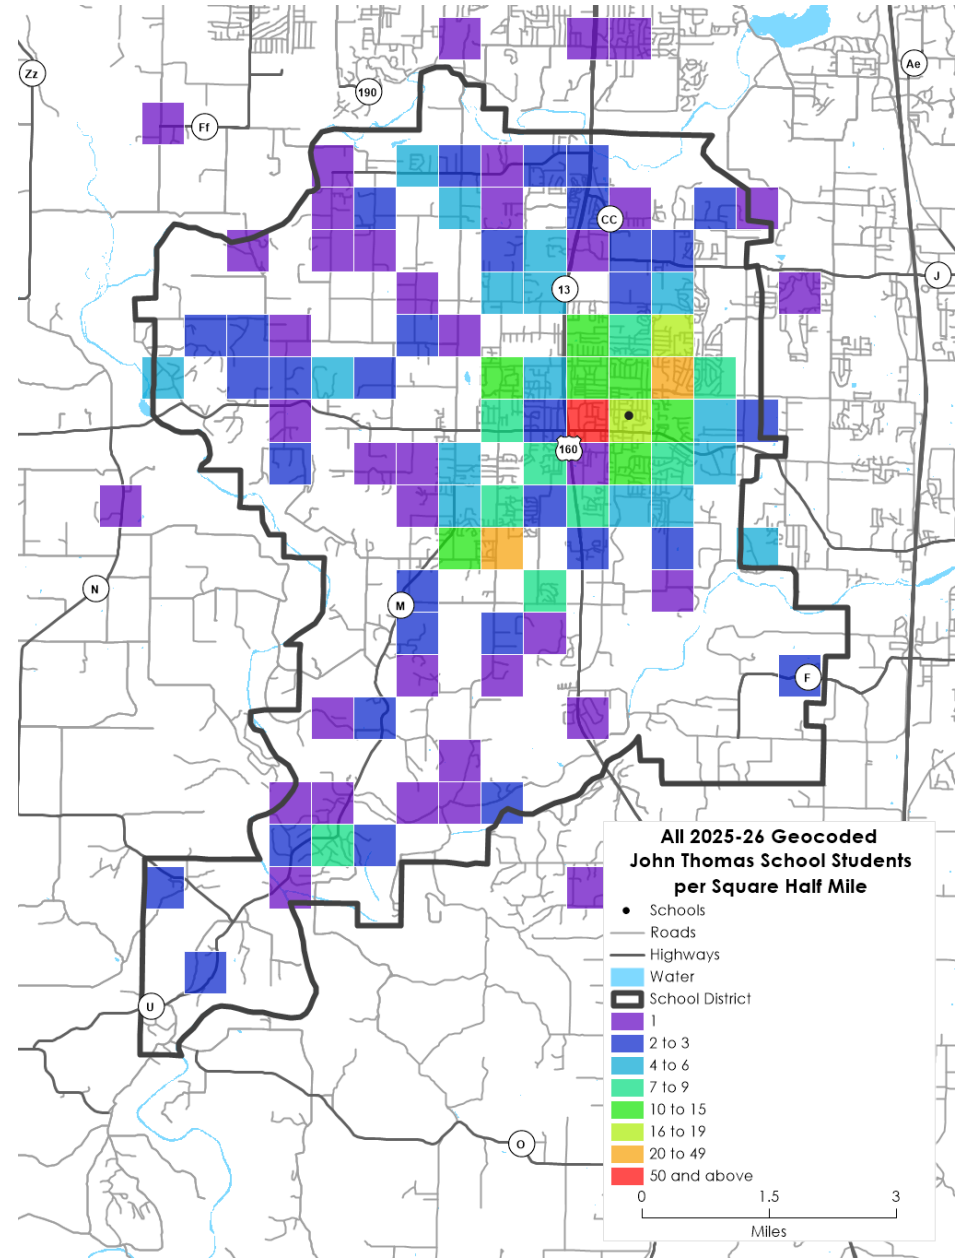 Zz
Ae
190
Ff
CC
J
13
160
N
M
F
U
O
All 2025-26 Geocoded
John Thomas School Students
per Square Half Mile
Schools
Roads
Highways
Water
School District
1
2 to 3
4 to 6
7 to 9
10 to 15
16 to 19
20 to 49
50 and above
0 1.5 3
Miles